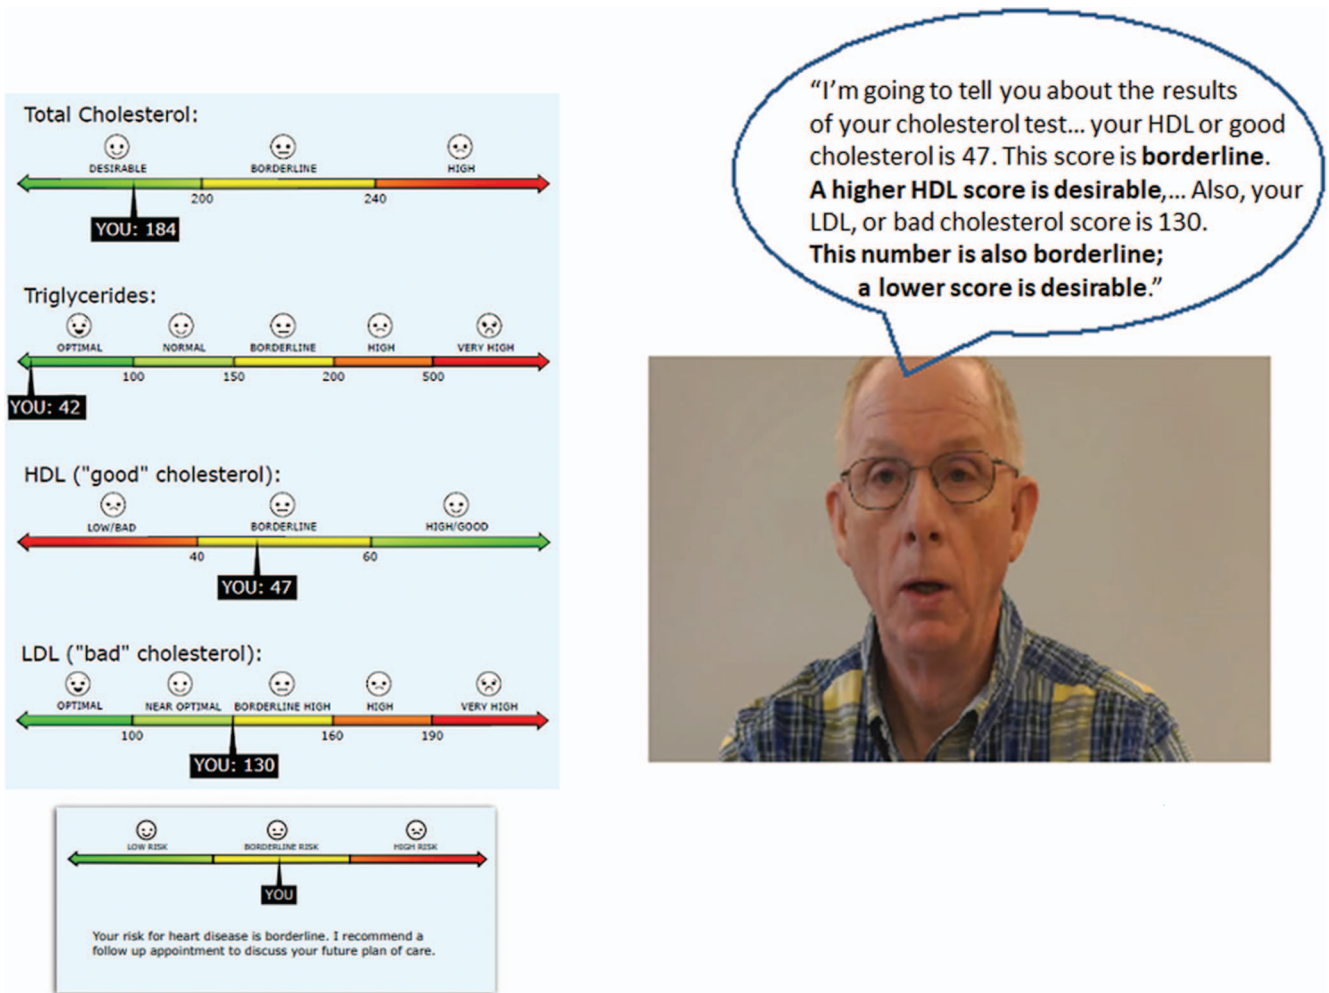 Total Cholesterol:
DESIRABLE BORDERLINE HIGH
200 240
YOU: 184
Triglycerides:
OPTIMAL NORMAL BORDERLINE HIGH VERY HIGH
100 150 200 500
YOU: 42
HDL ("good" cholesterol):
LOW/BAD BORDERLINE HIGH/GOOD
40 60
YOU: 47
LDL ("bad" cholesterol):
OPTIMAL NEAR OPTIMAL BORDERLINE HIGH HIGH VERY HIGH
100 160 190
YOU: 130
LOW RISK BORDERLINE RISK HIGH RISK
YOU
Your risk for heart disease is borderline. I recommend a
follow up appointment to discuss your future plan of care.
“I’m going to tell you about the results
of your cholesterol test... your HDL or good
cholesterol is 47. This score is borderline.
A higher HDL score is desirable,... Also, your
LDL, or bad cholesterol score is 130.
This number is also borderline;
a lower score is desirable.”